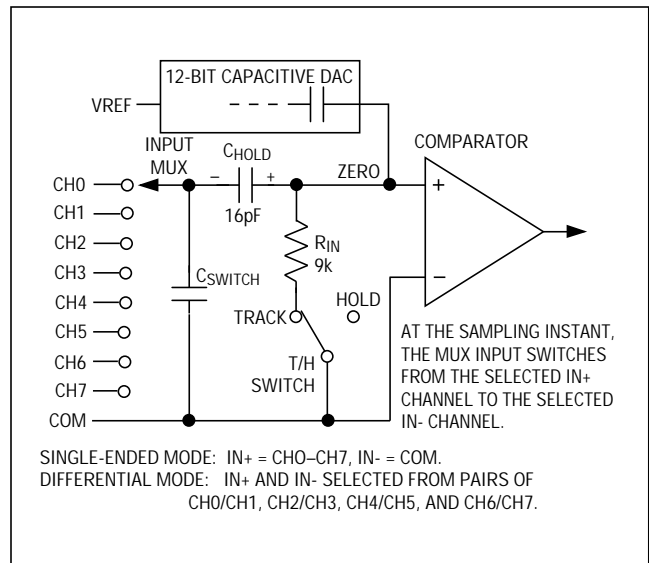 12-BIT CAPACITIVE DAC
VREF
INPUT
MUX
CHOLD
– +
16pF
ZERO
COMPARATOR
+
–
CH0
CH1
CH2
CH3
CH4
CH5
CH6
CH7
COM
CSWITCH
RIN
9k
TRACK
HOLD
T/H
SWITCH
AT THE SAMPLING INSTANT,
THE MUX INPUT SWITCHES
FROM THE SELECTED IN+
CHANNEL TO THE SELECTED
IN- CHANNEL.
SINGLE-ENDED MODE: IN+ = CHO–CH7, IN- = COM.
DIFFERENTIAL MODE: IN+ AND IN- SELECTED FROM PAIRS OF
CH0/CH1, CH2/CH3, CH4/CH5, AND CH6/CH7.